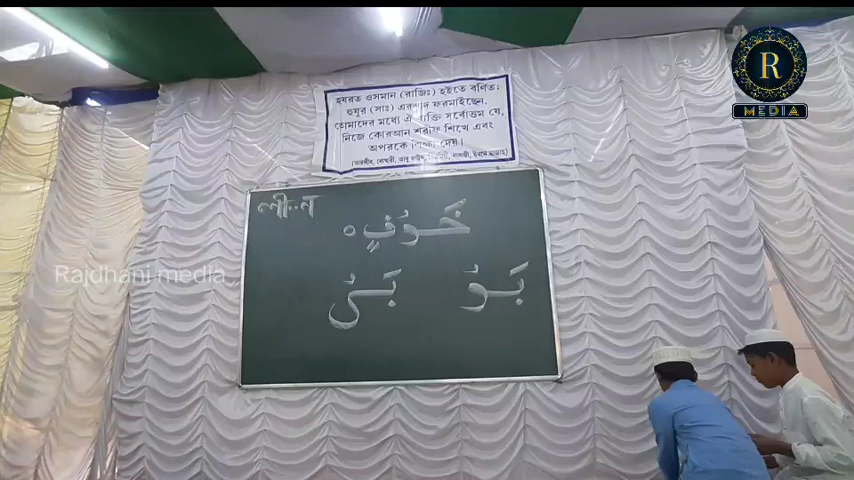 হযরত ওসমান (রাজিঃ) হইতে বর্ণিত:
হুযুর (সাঃ) এরশাদ ফরমাইছেন,
তোমাদের মধ্যে ঐ ব্যক্তি সর্বোত্তম যে,
নিজে কোরআন শরীফ শিখে এবং
অপরকে শিক্ষা দেয়।
লী-ন
خَوْفٍ ه
بَوْ بَىْ
R
MEDIA
Rajdhani media